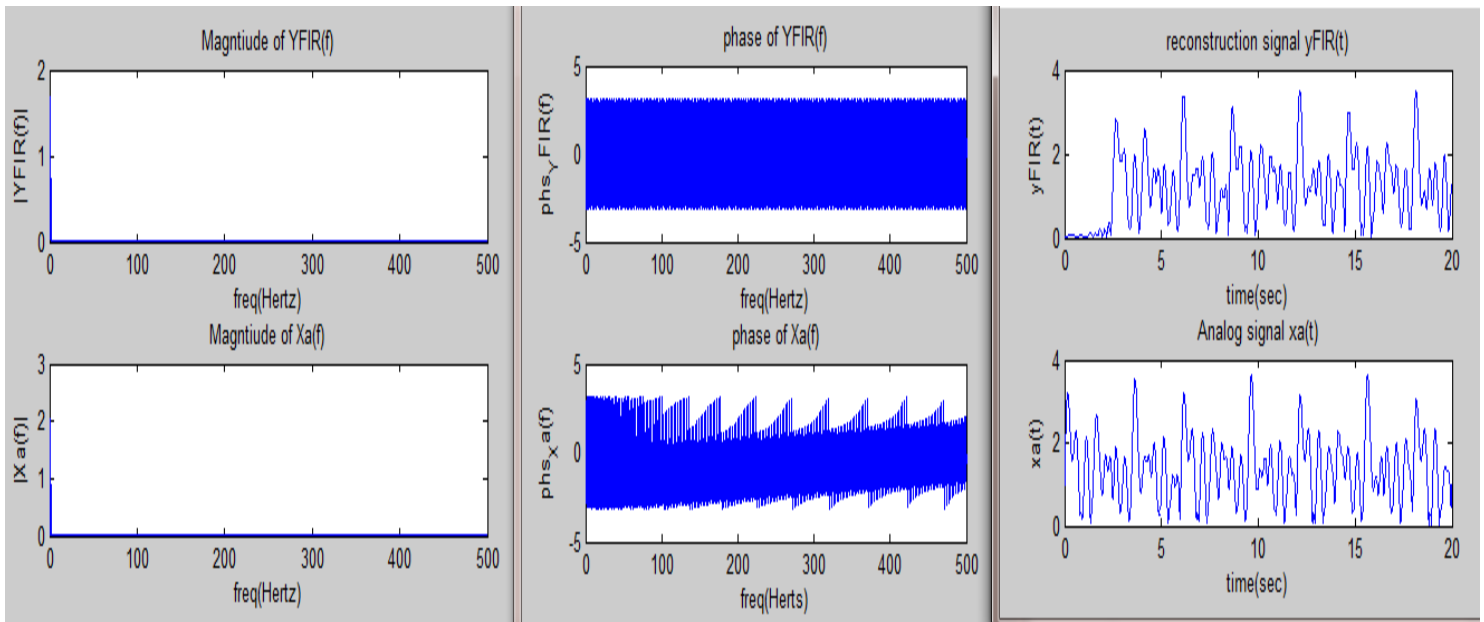 Magntiude of YFIR(f)
|YFIR(f)|
2
1
0
0 100 200 300 400 500
freq(Hertz)
Magntiude of Xa(f)
|Xa(f)|
3
2
1
0
0 100 200 300 400 500
freq(Hertz)
phase of YFIR(f)
phsYFIR(f)
5
0
-5
0 100 200 300 400 500
freq(Hertz)
phase of Xa(f)
phsXa(f)
5
0
-5
0 100 200 300 400 500
freq(Herts)
reconstruction signal yFIR(t)
yFIR(t)
4
2
0
0 5 10 15 20
time(sec)
Analog signal xa(t)
xa(t)
4
2
0
0 5 10 15 20
time(sec)